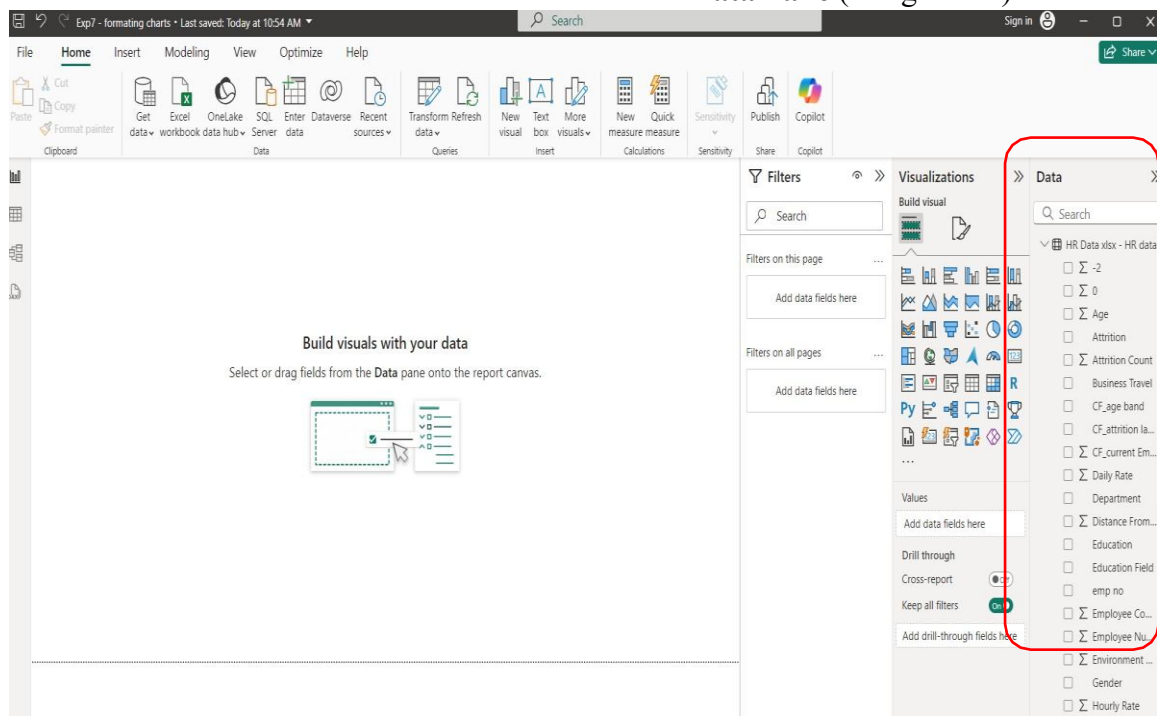 Exp7 - formating charts • Last saved: Today at 10:54 AM
Search
Sign in
File Home Insert Modeling View Optimize Help
Share
Paste
Cut
Copy
Format painter
Clipboard
Get data
Excel workbook
OneLake data hub
SQL Server
Enter data
Dataverse
Recent sources
Data
Transform data
Refresh
Queries
New visual
Text box
More visuals
Insert
New measure
Quick measure
Calculations
Sensitivity
Sensitivity
Publish
Share
Copilot
Copilot
Build visuals with your data
Select or drag fields from the Data pane onto the report canvas.
Filters
Search
Filters on this page
...
Add data fields here
Filters on all pages
...
Add data fields here
Visualizations
Build visual
123
R
Py
...
Values
Add data fields here
Drill through
Cross-report
Off
Keep all filters
On
Add drill-through fields here
Data
Search
HR Data xlsx - HR data
∑ -2
∑ 0
∑ Age
Attrition
∑ Attrition Count
Business Travel
CF_age band
CF_attrition la...
∑ CF_current Em...
∑ Daily Rate
Department
∑ Distance From...
Education
Education Field
emp no
∑ Employee Co...
∑ Employee Nu...
∑ Environment ...
Gender
∑ Hourly Rate